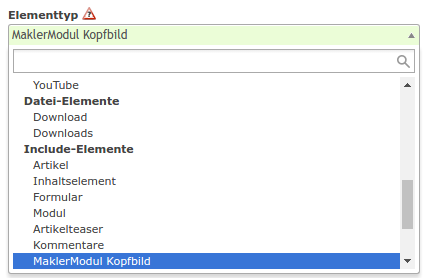 Elementtyp
MaklerModul Kopfbild
YouTube
Datei-Elemente
Download
Downloads
Include-Elemente
Artikel
Inhaltselement
Formular
Modul
Artikelteaser
Kommentare
MaklerModul Kopfbild